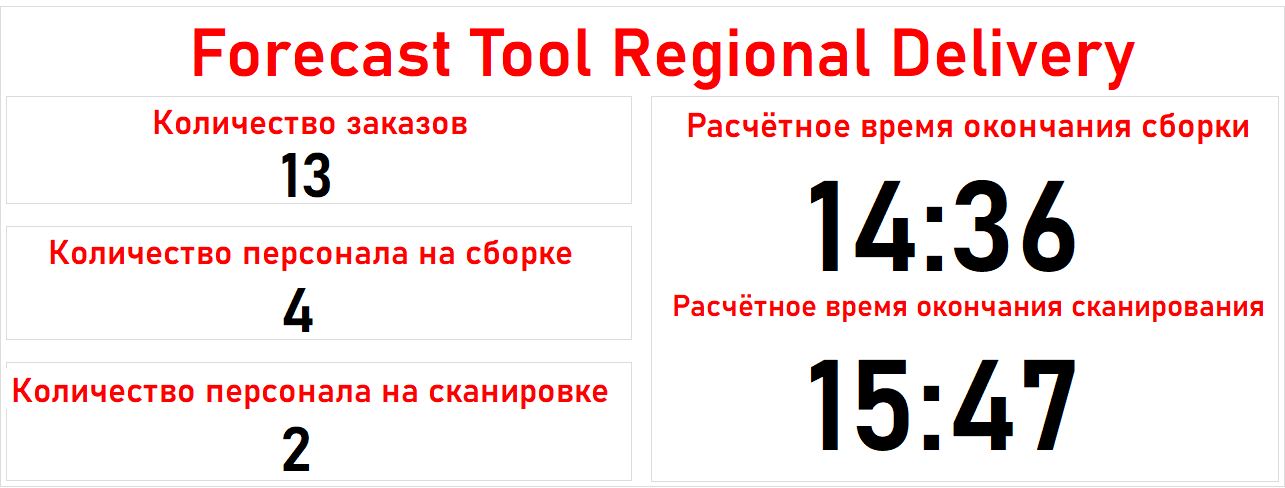 Forecast Tool Regional Delivery
Количество заказов
13
Количество персонала на сборке
4
Количество персонала на сканировке
2
Расчётное время окончания сборки
14:36
Расчётное время окончания сканирования
15:47